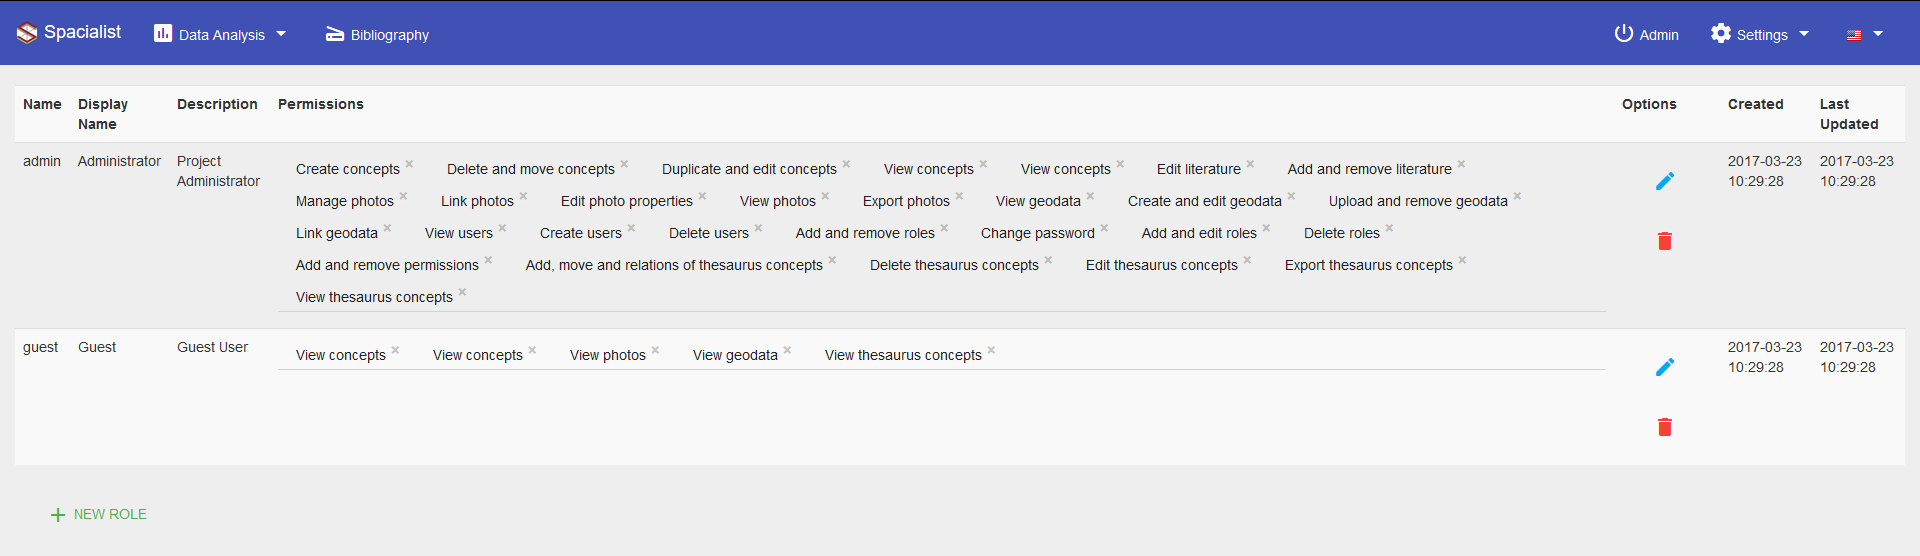 Spacialist Data Analysis Bibliography Admin Settings
Name Display Name Description Permissions Options Created Last Updated
admin Administrator Project Administrator
Create concepts × Delete and move concepts × Duplicate and edit concepts × View concepts × View concepts × Edit literature × Add and remove literature ×
Manage photos × Link photos × Edit photo properties × View photos × Export photos × View geodata × Create and edit geodata × Upload and remove geodata ×
Link geodata × View users × Create users × Delete users × Add and remove roles × Change password × Add and edit roles × Delete roles ×
Add and remove permissions × Add, move and relations of thesaurus concepts × Delete thesaurus concepts × Edit thesaurus concepts × Export thesaurus concepts ×
View thesaurus concepts ×
2017-03-23 10:29:28 2017-03-23 10:29:28
guest Guest Guest User View concepts × View concepts × View photos × View geodata × View thesaurus concepts ×
2017-03-23 10:29:28 2017-03-23 10:29:28
+ NEW ROLE